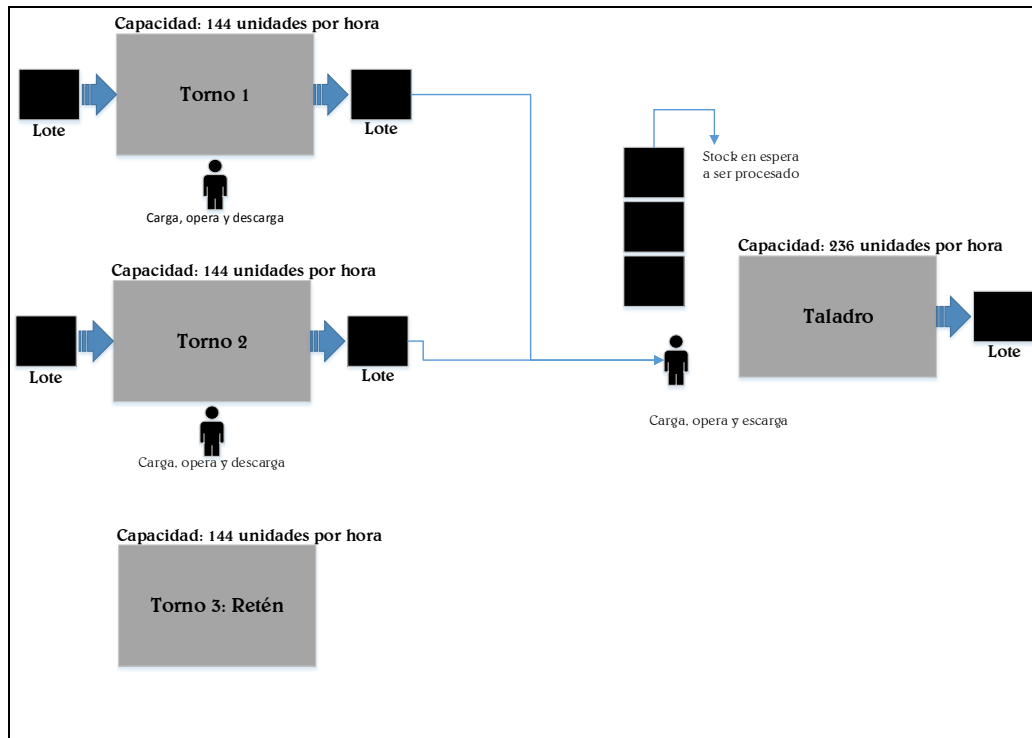 Capacidad: 144 unidades por hora
Torno 1
Lote
Lote
Carga, opera y descarga
Stock en espera
a ser procesado
Capacidad: 144 unidades por hora
Torno 2
Lote
Lote
Carga, opera y descarga
Capacidad: 236 unidades por hora
Taladro
Lote
Carga, opera y escarga
Capacidad: 144 unidades por hora
Torno 3: Retén